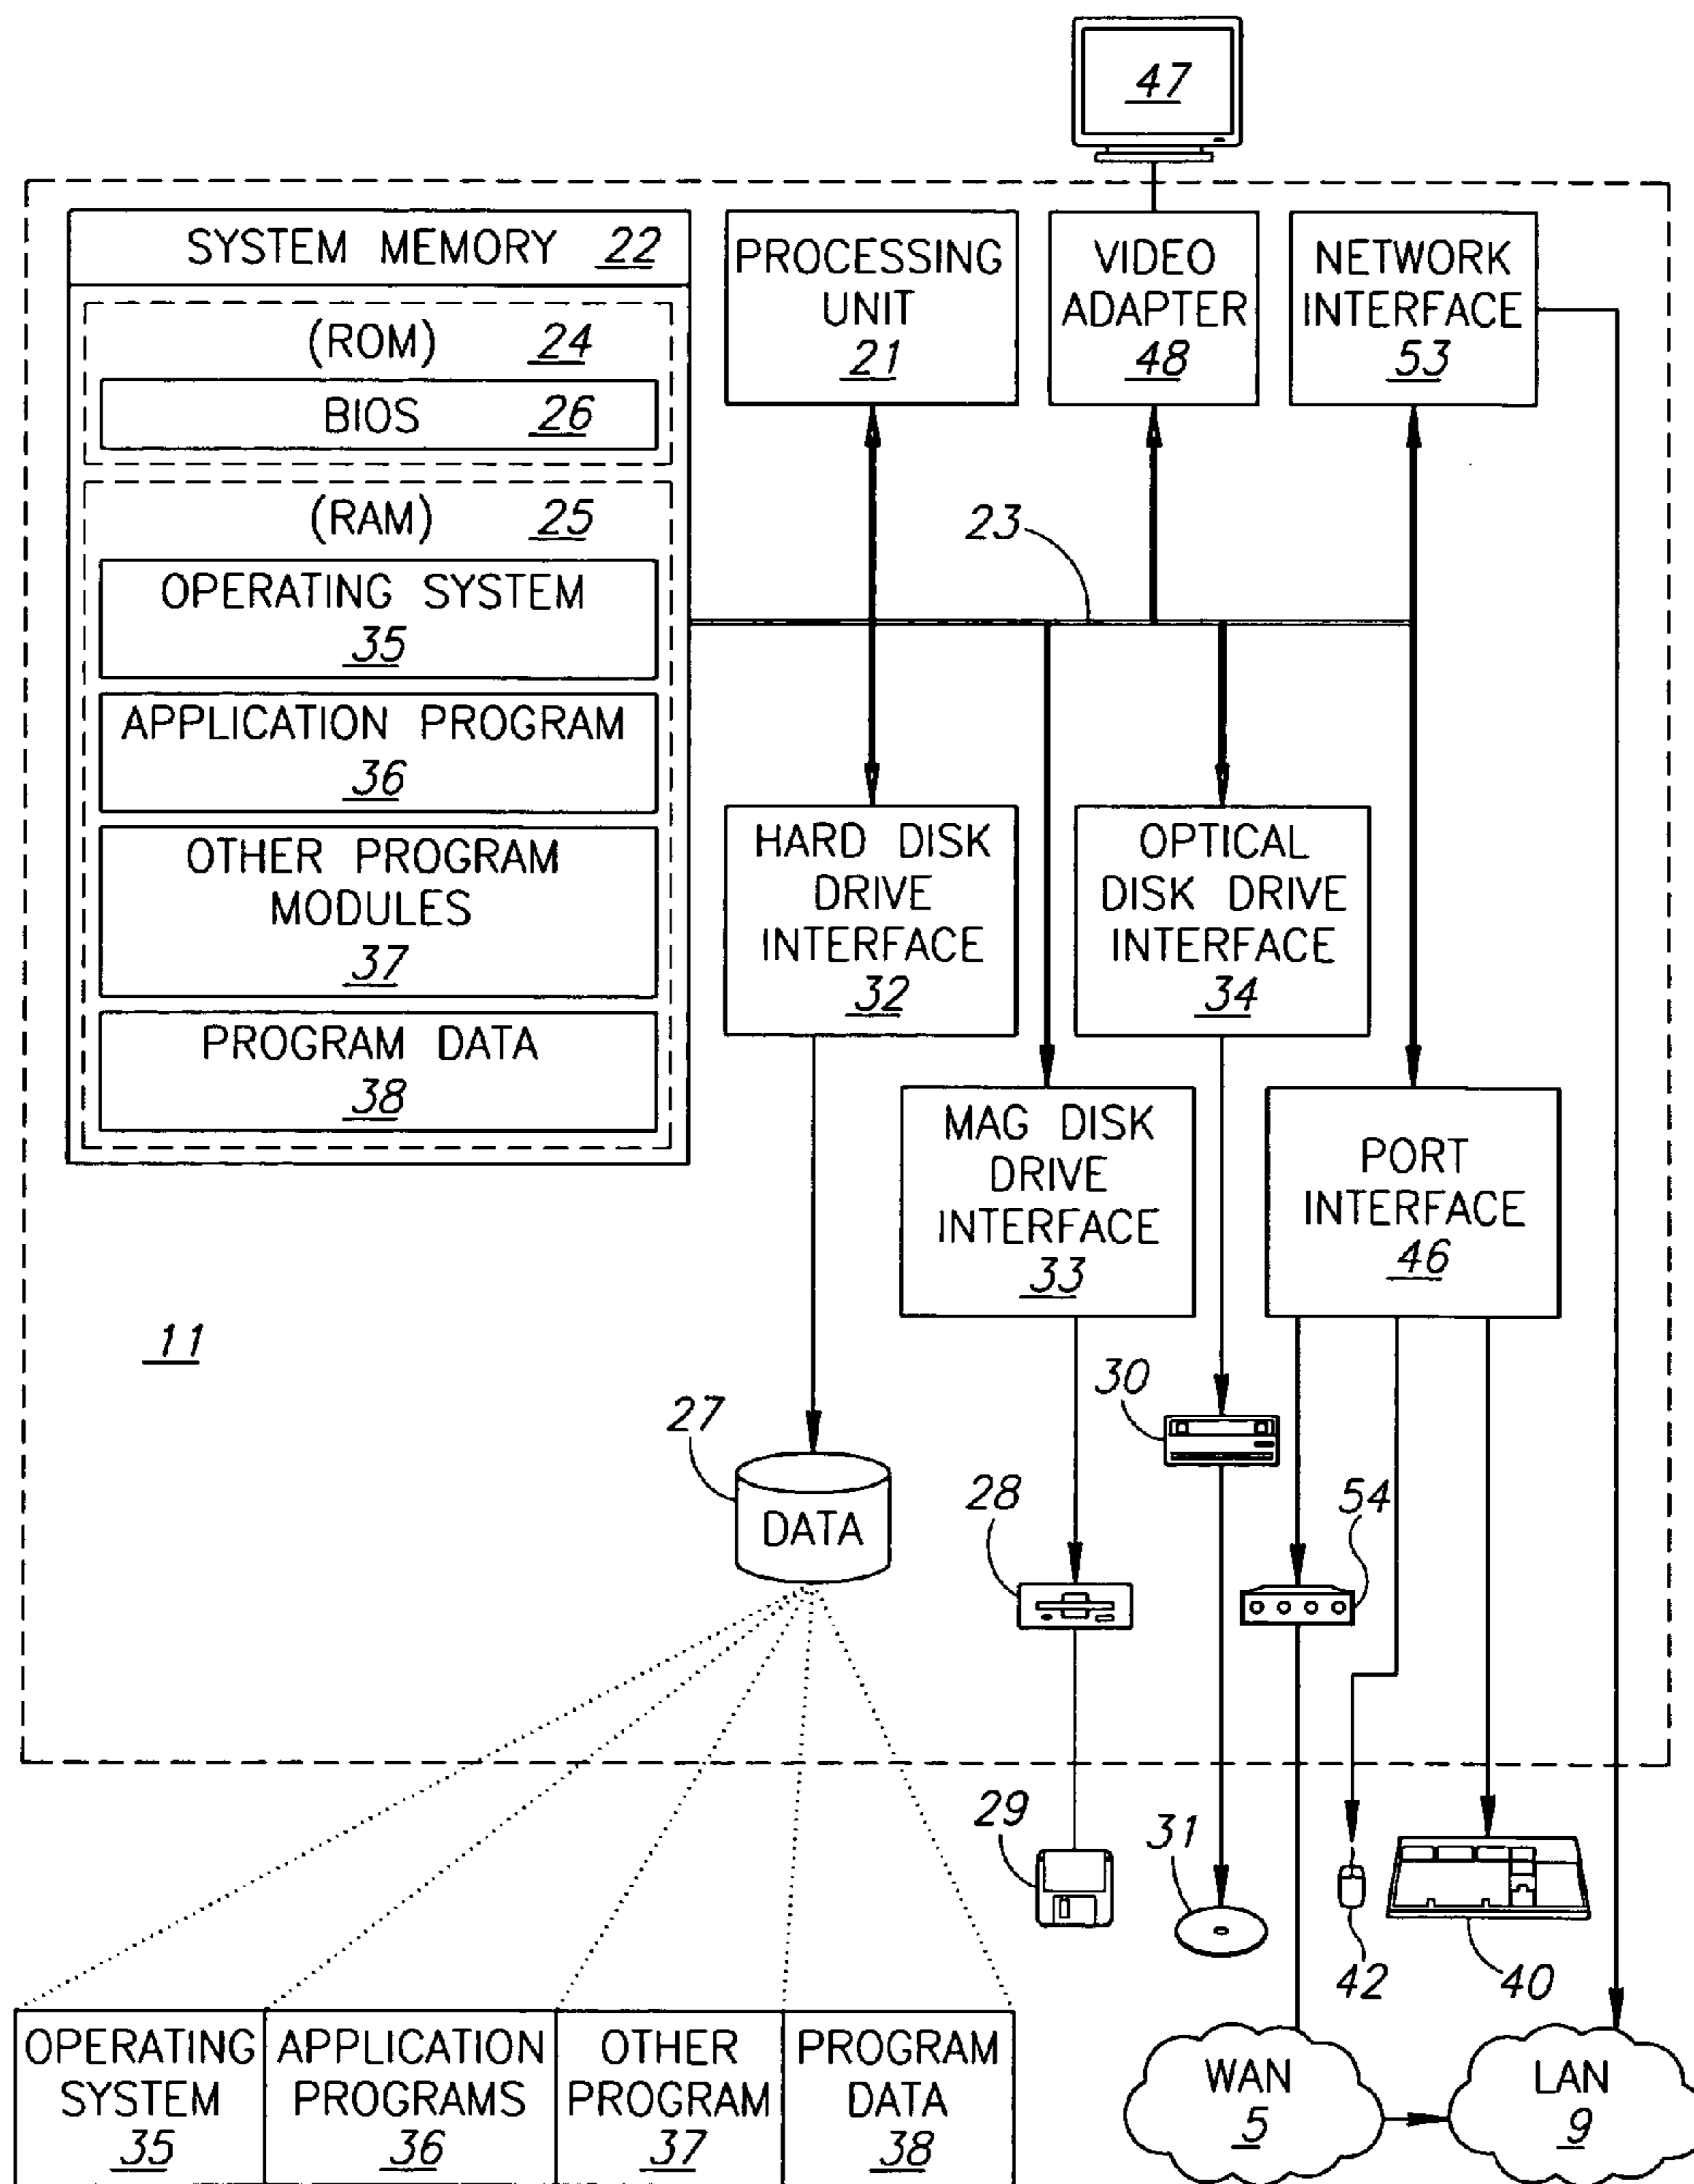 47
SYSTEM MEMORY 22
(ROM) 24
BIOS 26
(RAM) 25
OPERATING SYSTEM
35
APPLICATION PROGRAM
36
OTHER PROGRAM
MODULES
37
PROGRAM DATA
38
PROCESSING
UNIT
21
VIDEO
ADAPTER
48
NETWORK
INTERFACE
53
23
HARD DISK
DRIVE
INTERFACE
32
OPTICAL
DISK DRIVE
INTERFACE
34
MAG DISK
DRIVE
INTERFACE
33
PORT
INTERFACE
46
11
27
DATA
30
28
54
29
31
42
40
OPERATING
SYSTEM
35
APPLICATION
PROGRAMS
36
OTHER
PROGRAM
37
PROGRAM
DATA
38
WAN
5
LAN
9